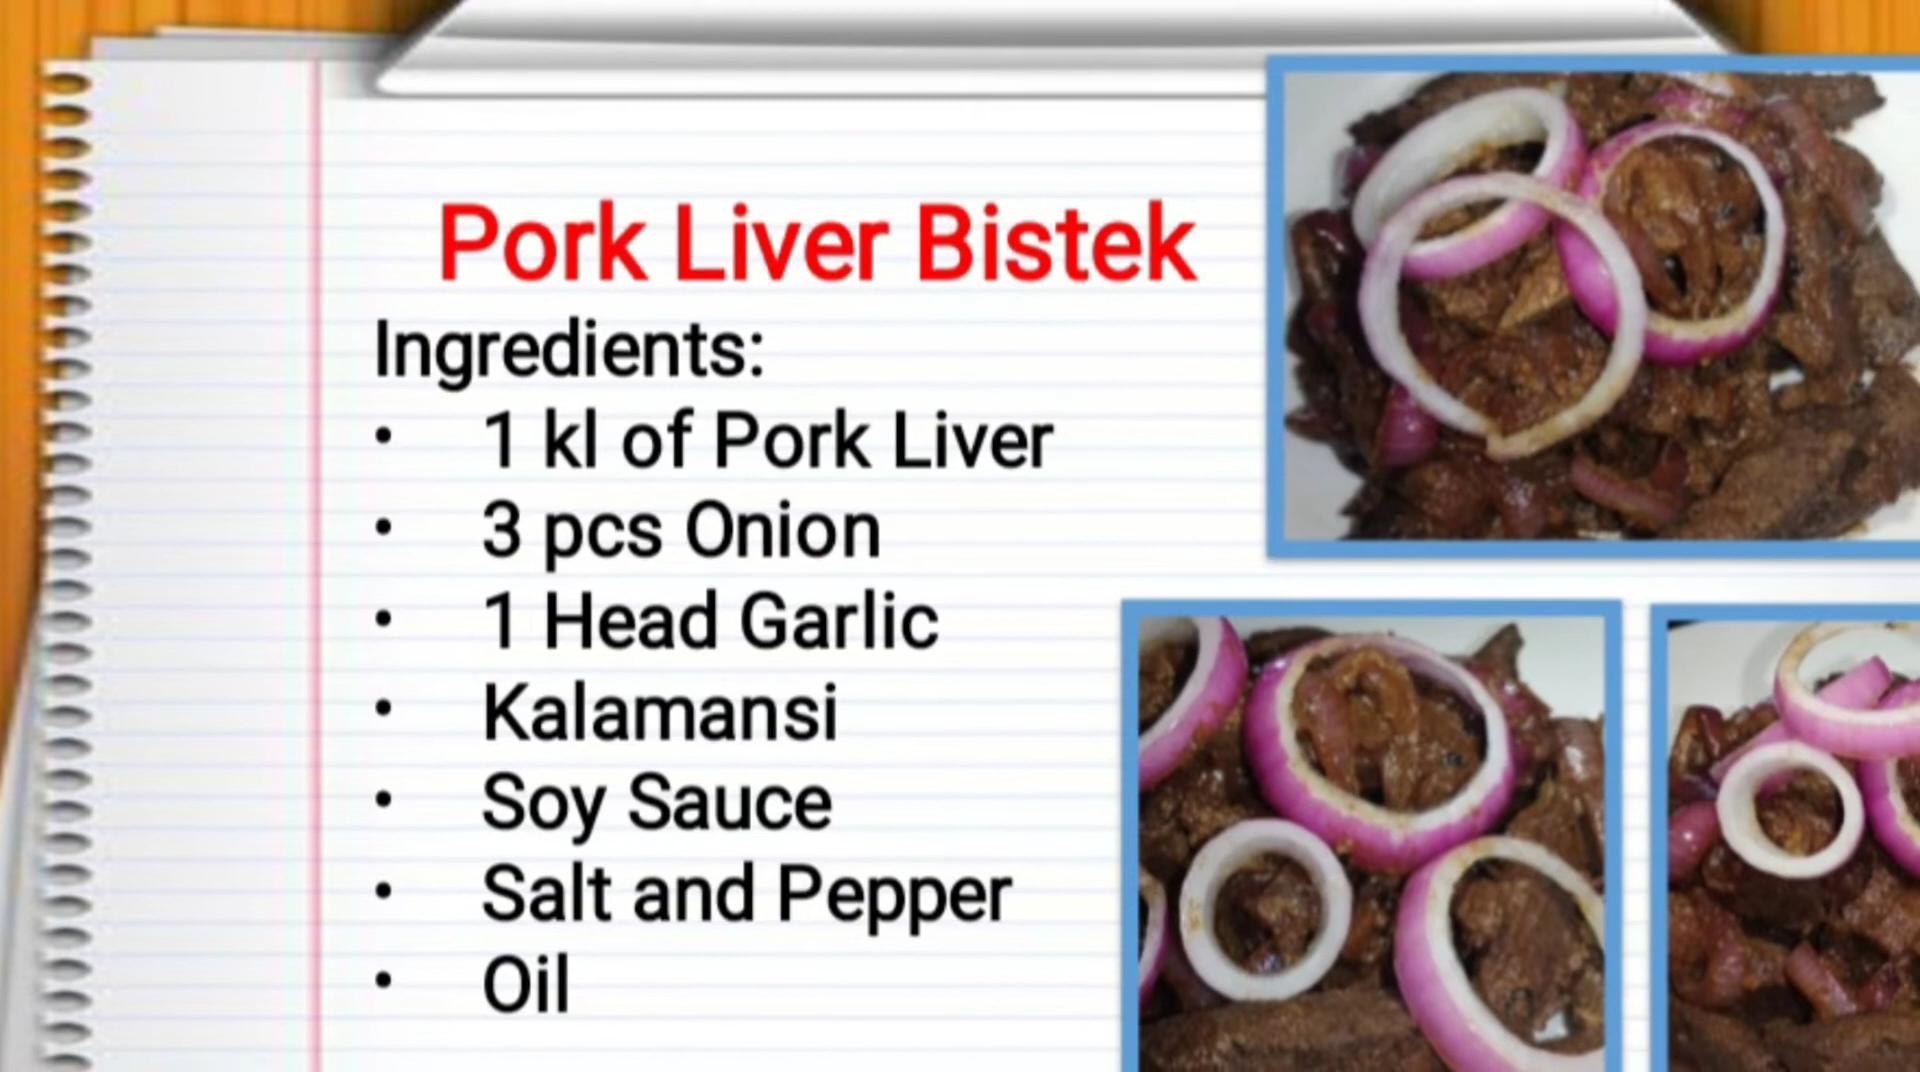 Pork Liver Bistek
Ingredients:
• 1 kl of Pork Liver
• 3 pcs Onion
• 1 Head Garlic
• Kalamansi
• Soy Sauce
• Salt and Pepper
• Oil